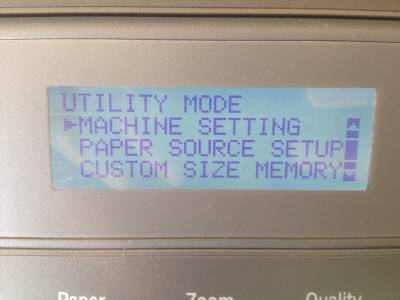 UTILITY MODE
MACHINE SETTING
PAPER SOURCE SETUP
CUSTOM SIZE MEMORY
Paper Zoom Quality